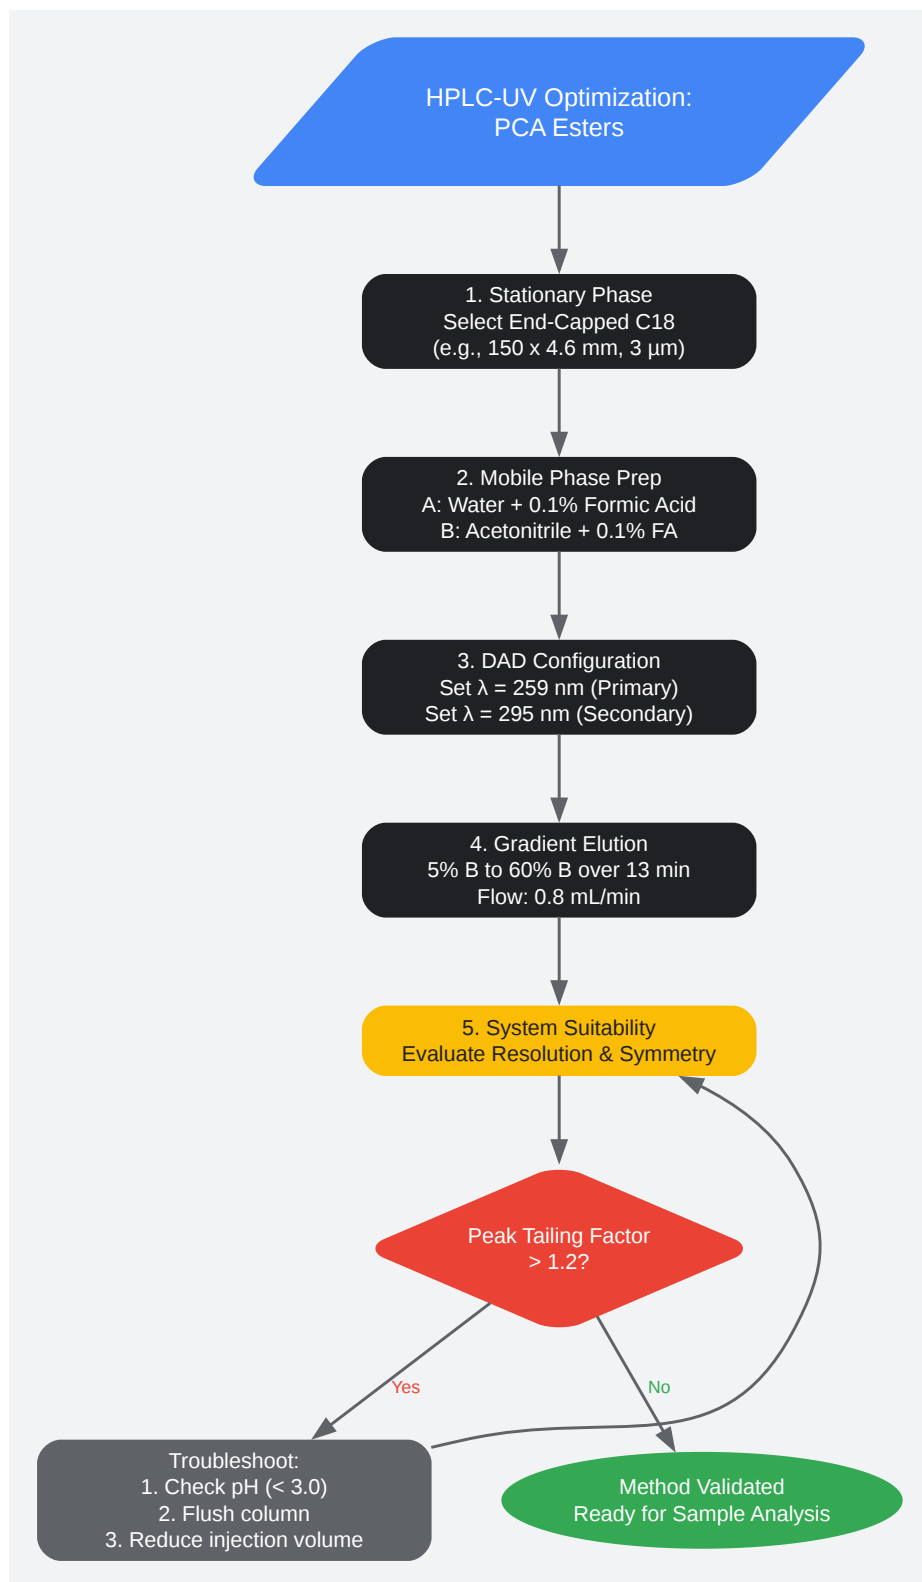 HPLC-UV Optimization:
PCA Esters
1. Stationary Phase
Select End-Capped C18
(e.g., 150 x 4.6 mm, 3 µm)
2. Mobile Phase Prep
A: Water + 0.1% Formic Acid
B: Acetonitrile + 0.1% FA
3. DAD Configuration
Set λ = 259 nm (Primary)
Set λ = 295 nm (Secondary)
4. Gradient Elution
5% B to 60% B over 13 min
Flow: 0.8 mL/min
5. System Suitability
Evaluate Resolution & Symmetry
Peak Tailing Factor
> 1.2?
Yes
No
Troubleshoot:
1. Check pH (< 3.0)
2. Flush column
3. Reduce injection volume
Method Validated
Ready for Sample Analysis